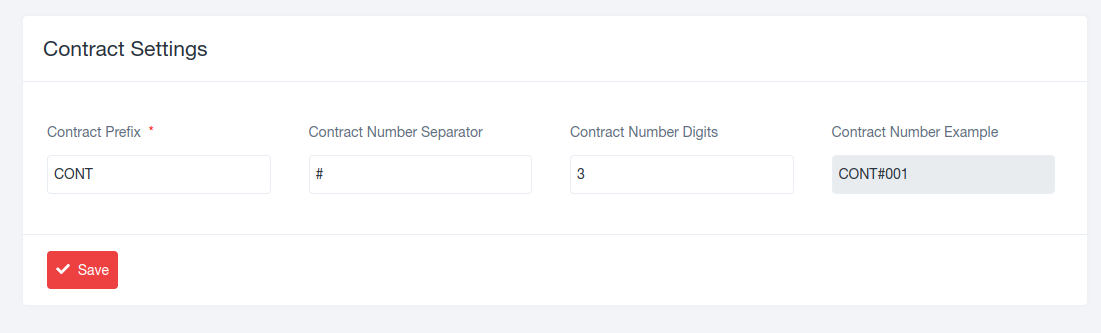 Contract Settings
Contract Prefix * Contract Number Separator Contract Number Digits Contract Number Example
CONT # 3 CONT#001
Save